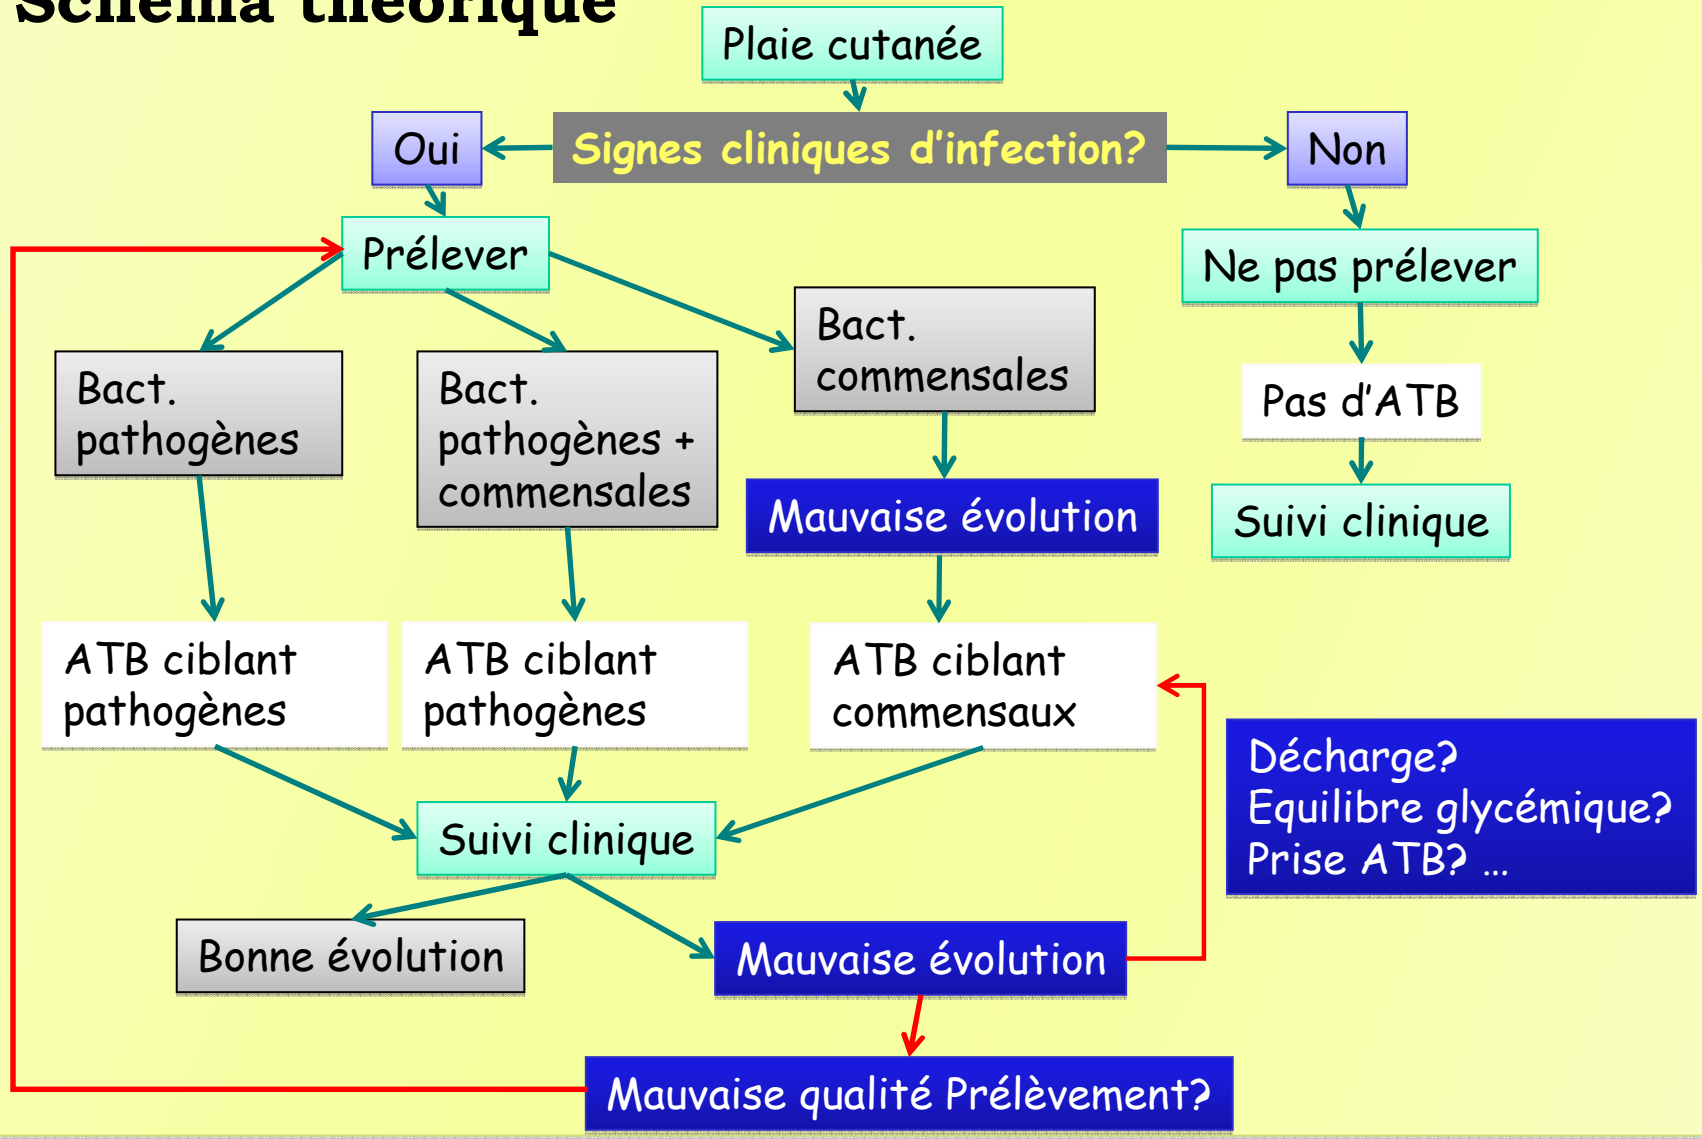 Schéma théorique
Plaie cutanée
Oui
Signes cliniques d'infection?
Non
Prélever
Ne pas prélever
Bact.
commensales
Bact.
pathogènes
Bact.
pathogènes +
commensales
Pas d'ATB
Mauvaise évolution
Suivi clinique
ATB ciblant
pathogènes
ATB ciblant
pathogènes
ATB ciblant
commensaux
Décharge?
Equilibre glycémique?
Prise ATB? ...
Suivi clinique
Bonne évolution
Mauvaise évolution
Mauvaise qualité Prélèvement?